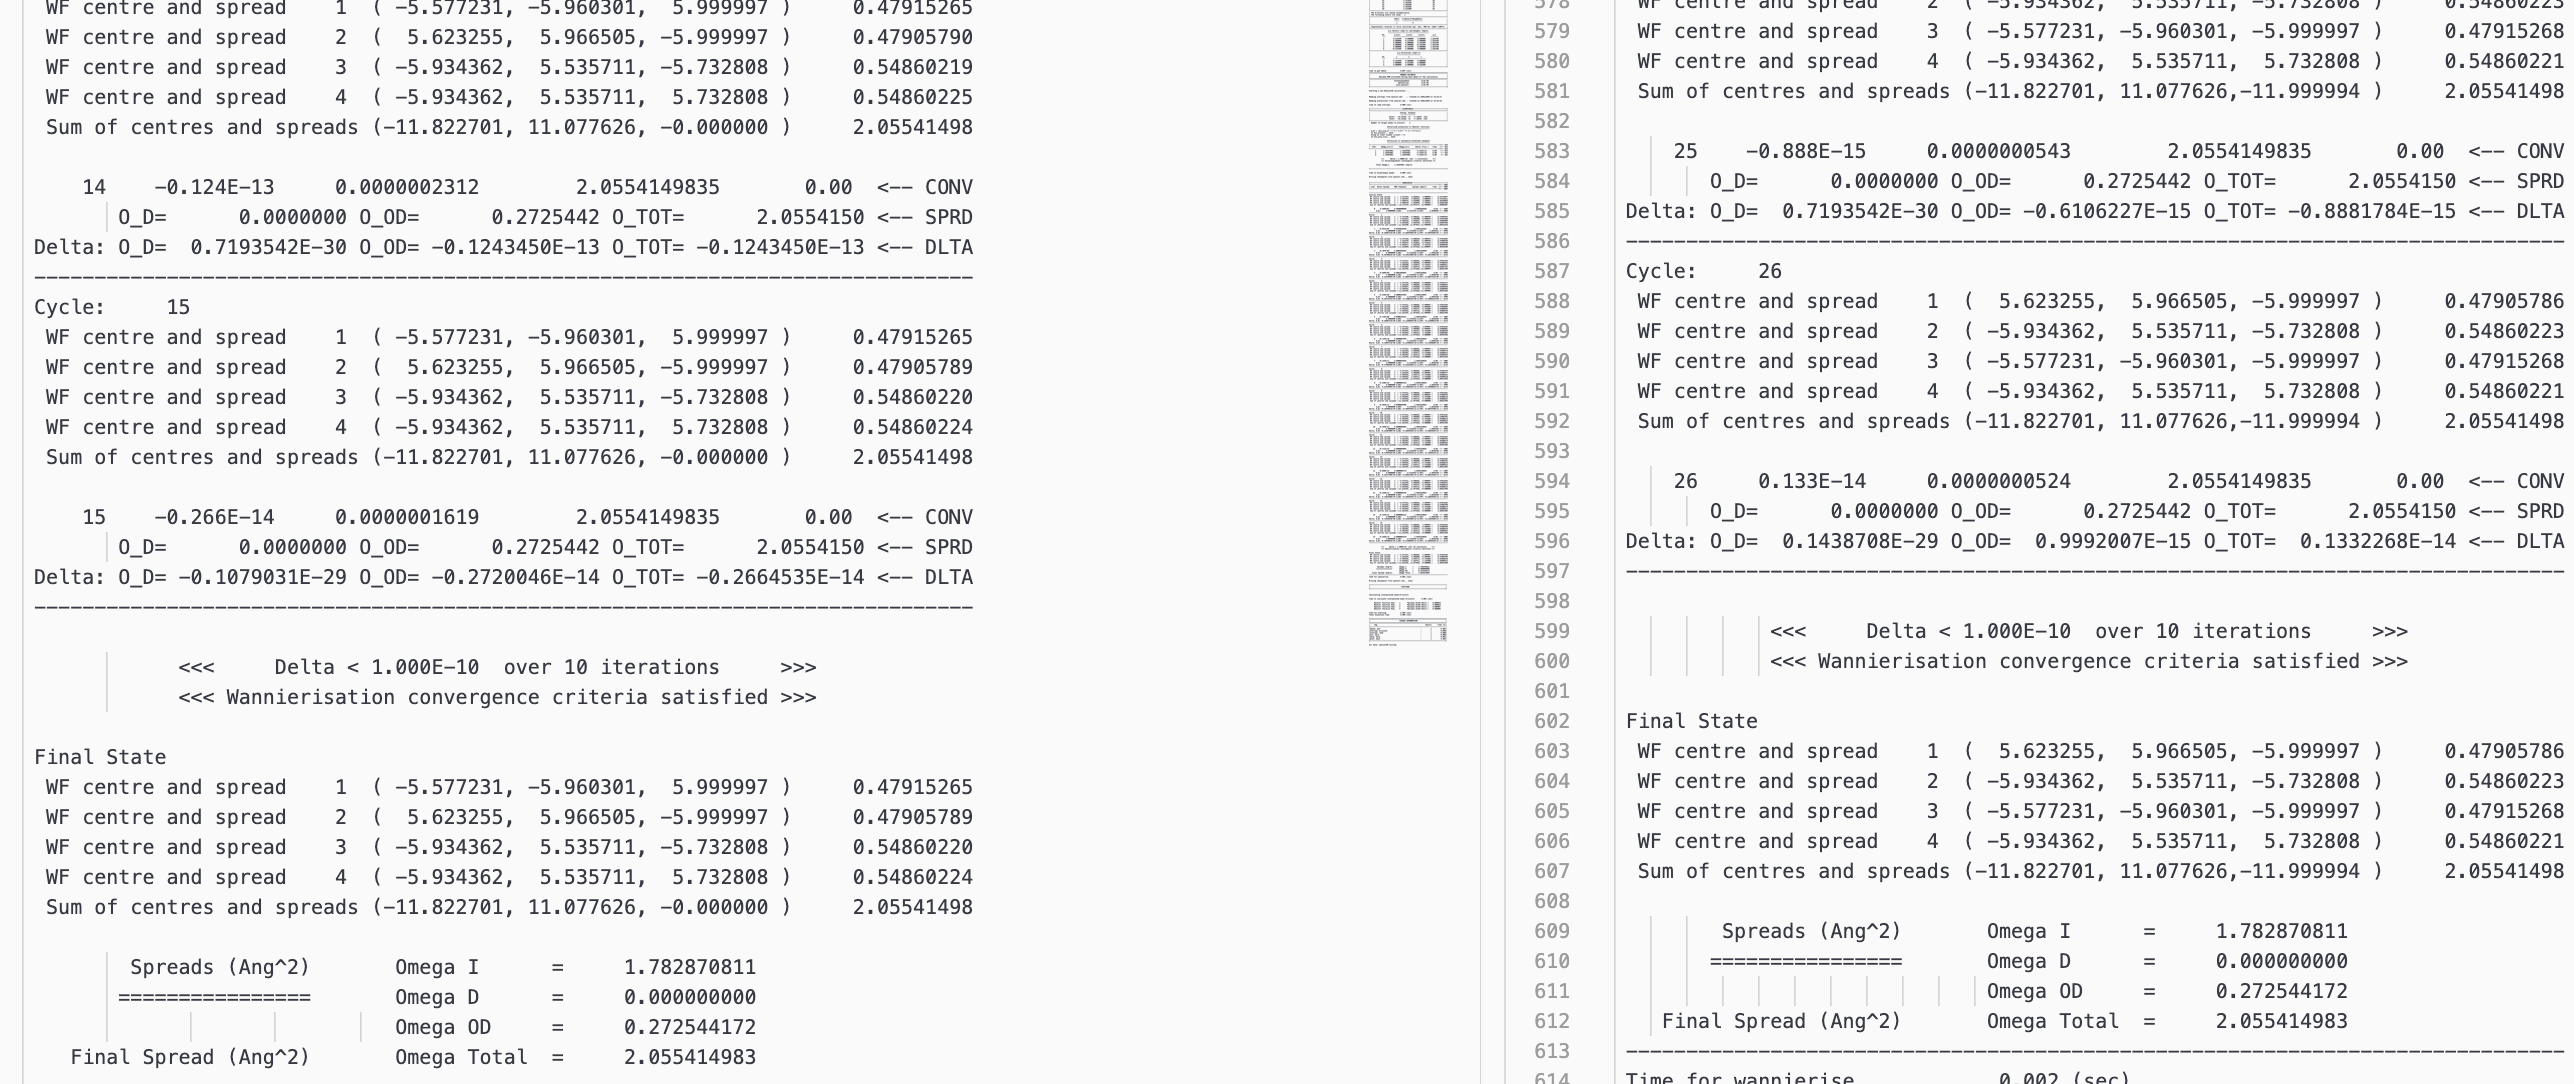 WF centre and spread    1  ( -5.577231, -5.960301,  5.999997 )     0.47915265
WF centre and spread    2  (  5.623255,  5.966505, -5.999997 )     0.47905790
WF centre and spread    3  ( -5.934362,  5.535711, -5.732808 )     0.54860219
WF centre and spread    4  ( -5.934362,  5.535711,  5.732808 )     0.54860225
Sum of centres and spreads (-11.822701, 11.077626, -0.000000 )     2.05541498
14    -0.124E-13     0.0000002312        2.0554149835       0.00  <-- CONV
O_D=      0.0000000 O_OD=       0.2725442 O_TOT=      2.0554150 <-- SPRD
Delta: O_D=  0.7193542E-30 O_OD= -0.1243450E-13 O_TOT= -0.1243450E-13 <-- DLTA
------------------------------------------------------------------------------
Cycle:     15
WF centre and spread    1  ( -5.577231, -5.960301,  5.999997 )     0.47915265
WF centre and spread    2  (  5.623255,  5.966505, -5.999997 )     0.47905789
WF centre and spread    3  ( -5.934362,  5.535711, -5.732808 )     0.54860220
WF centre and spread    4  ( -5.934362,  5.535711,  5.732808 )     0.54860224
Sum of centres and spreads (-11.822701, 11.077626, -0.000000 )     2.05541498
15    -0.266E-14     0.0000001619        2.0554149835       0.00  <-- CONV
O_D=      0.0000000 O_OD=       0.2725442 O_TOT=      2.0554150 <-- SPRD
Delta: O_D= -0.1079031E-29 O_OD= -0.2720046E-14 O_TOT= -0.2664535E-14 <-- DLTA
------------------------------------------------------------------------------
<<<     Delta < 1.000E-10  over 10 iterations     >>>
<<< Wannierisation convergence criteria satisfied >>>
Final State
WF centre and spread    1  ( -5.577231, -5.960301,  5.999997 )     0.47915265
WF centre and spread    2  (  5.623255,  5.966505, -5.999997 )     0.47905789
WF centre and spread    3  ( -5.934362,  5.535711, -5.732808 )     0.54860220
WF centre and spread    4  ( -5.934362,  5.535711,  5.732808 )     0.54860224
Sum of centres and spreads (-11.822701, 11.077626, -0.000000 )     2.05541498
Spreads (Ang^2)       Omega I      =     1.782870811
================       Omega D      =     0.000000000
Omega OD     =     0.272544172
Final Spread (Ang^2)       Omega Total  =     2.055414983
578 WF centre and spread    2  ( -5.934362,  5.535711, -5.732808 )     0.54860223
579 WF centre and spread    3  ( -5.577231, -5.960301, -5.999997 )     0.47915268
580 WF centre and spread    4  ( -5.934362,  5.535711,  5.732808 )     0.54860221
581 Sum of centres and spreads (-11.822701, 11.077626,-11.999994 )     2.05541498
582
583 25    -0.888E-15     0.0000000543        2.0554149835       0.00  <-- CONV
584 O_D=      0.0000000 O_OD=       0.2725442 O_TOT=      2.0554150 <-- SPRD
585 Delta: O_D=  0.7193542E-30 O_OD= -0.6106227E-15 O_TOT= -0.8881784E-15 <-- DLTA
586 ------------------------------------------------------------------------------
587 Cycle:     26
588 WF centre and spread    1  (  5.623255,  5.966505, -5.999997 )     0.47905786
589 WF centre and spread    2  ( -5.934362,  5.535711, -5.732808 )     0.54860223
590 WF centre and spread    3  ( -5.577231, -5.960301, -5.999997 )     0.47915268
591 WF centre and spread    4  ( -5.934362,  5.535711,  5.732808 )     0.54860221
592 Sum of centres and spreads (-11.822701, 11.077626,-11.999994 )     2.05541498
593
594 26     0.133E-14     0.0000000524        2.0554149835       0.00  <-- CONV
595 O_D=      0.0000000 O_OD=       0.2725442 O_TOT=      2.0554150 <-- SPRD
596 Delta: O_D=  0.1438708E-29 O_OD=  0.9992007E-15 O_TOT=  0.1332268E-14 <-- DLTA
597 ------------------------------------------------------------------------------
598
599 <<<     Delta < 1.000E-10  over 10 iterations     >>>
600 <<< Wannierisation convergence criteria satisfied >>>
601
602 Final State
603 WF centre and spread    1  (  5.623255,  5.966505, -5.999997 )     0.47905786
604 WF centre and spread    2  ( -5.934362,  5.535711, -5.732808 )     0.54860223
605 WF centre and spread    3  ( -5.577231, -5.960301, -5.999997 )     0.47915268
606 WF centre and spread    4  ( -5.934362,  5.535711,  5.732808 )     0.54860221
607 Sum of centres and spreads (-11.822701, 11.077626,-11.999994 )     2.05541498
608
609 Spreads (Ang^2)       Omega I      =     1.782870811
610 ================       Omega D      =     0.000000000
611 Omega OD     =     0.272544172
612 Final Spread (Ang^2)       Omega Total  =     2.055414983
613 ------------------------------------------------------------------------------
614 Time for wannierise            0.002 (sec)